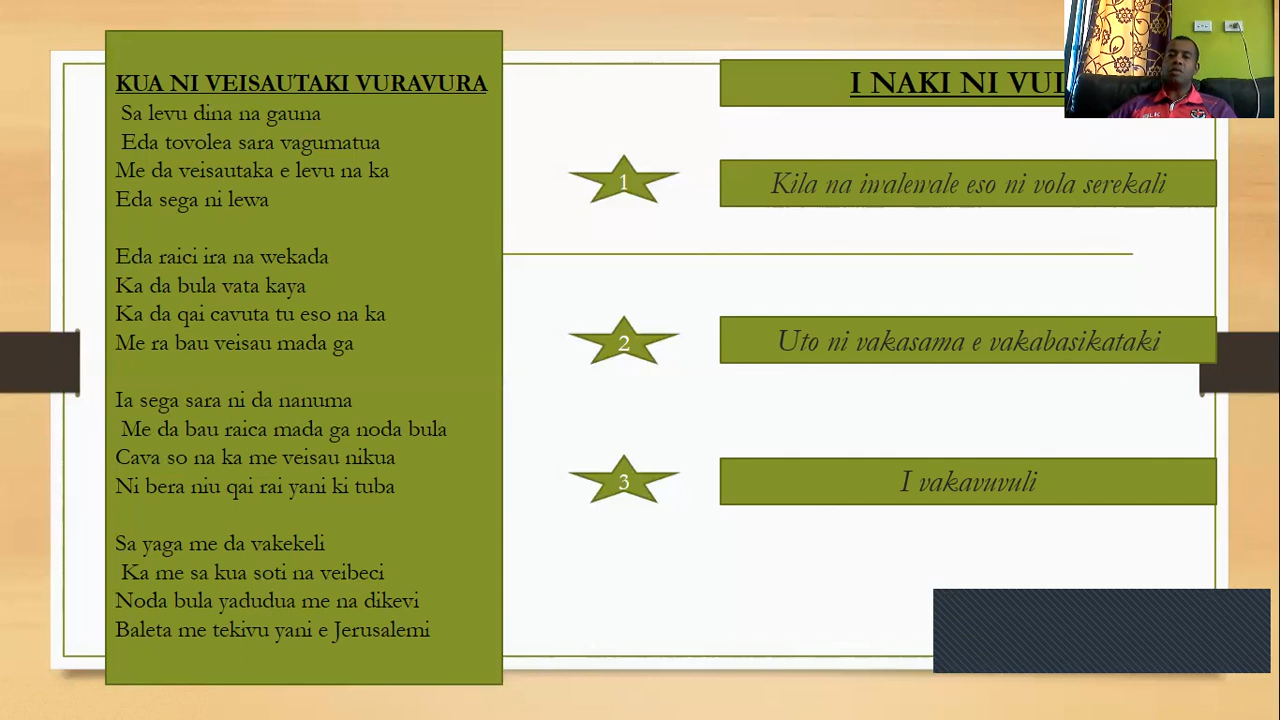 KUA NI VEISAUTAKI VURAVURA
Sa levu dina na gauna
Eda tovolea sara vagumatua
Me da veisautaka e levu na ka
Eda sega ni lewa
Eda raici ira na wekada
Ka da bula vata kaya
Ka da qai cavuta tu eso na ka
Me ra bau veisau mada ga
Ia sega sara ni da nanuma
Me da bau raica mada ga noda bula
Cava so na ka me veisau nikua
Ni bera niu qai rai yani ki tuba
Sa yaga me da vakekeli
Ka me sa kua soti na veibeci
Noda bula yadudua me na dikevi
Baleta me tekivu yani e Jerusalemi
I NAKI NI
1
Kila na iwalewale eso ni vola serekali
2
Uto ni vakasama e vakabasikataki
3
I vakavuvuli